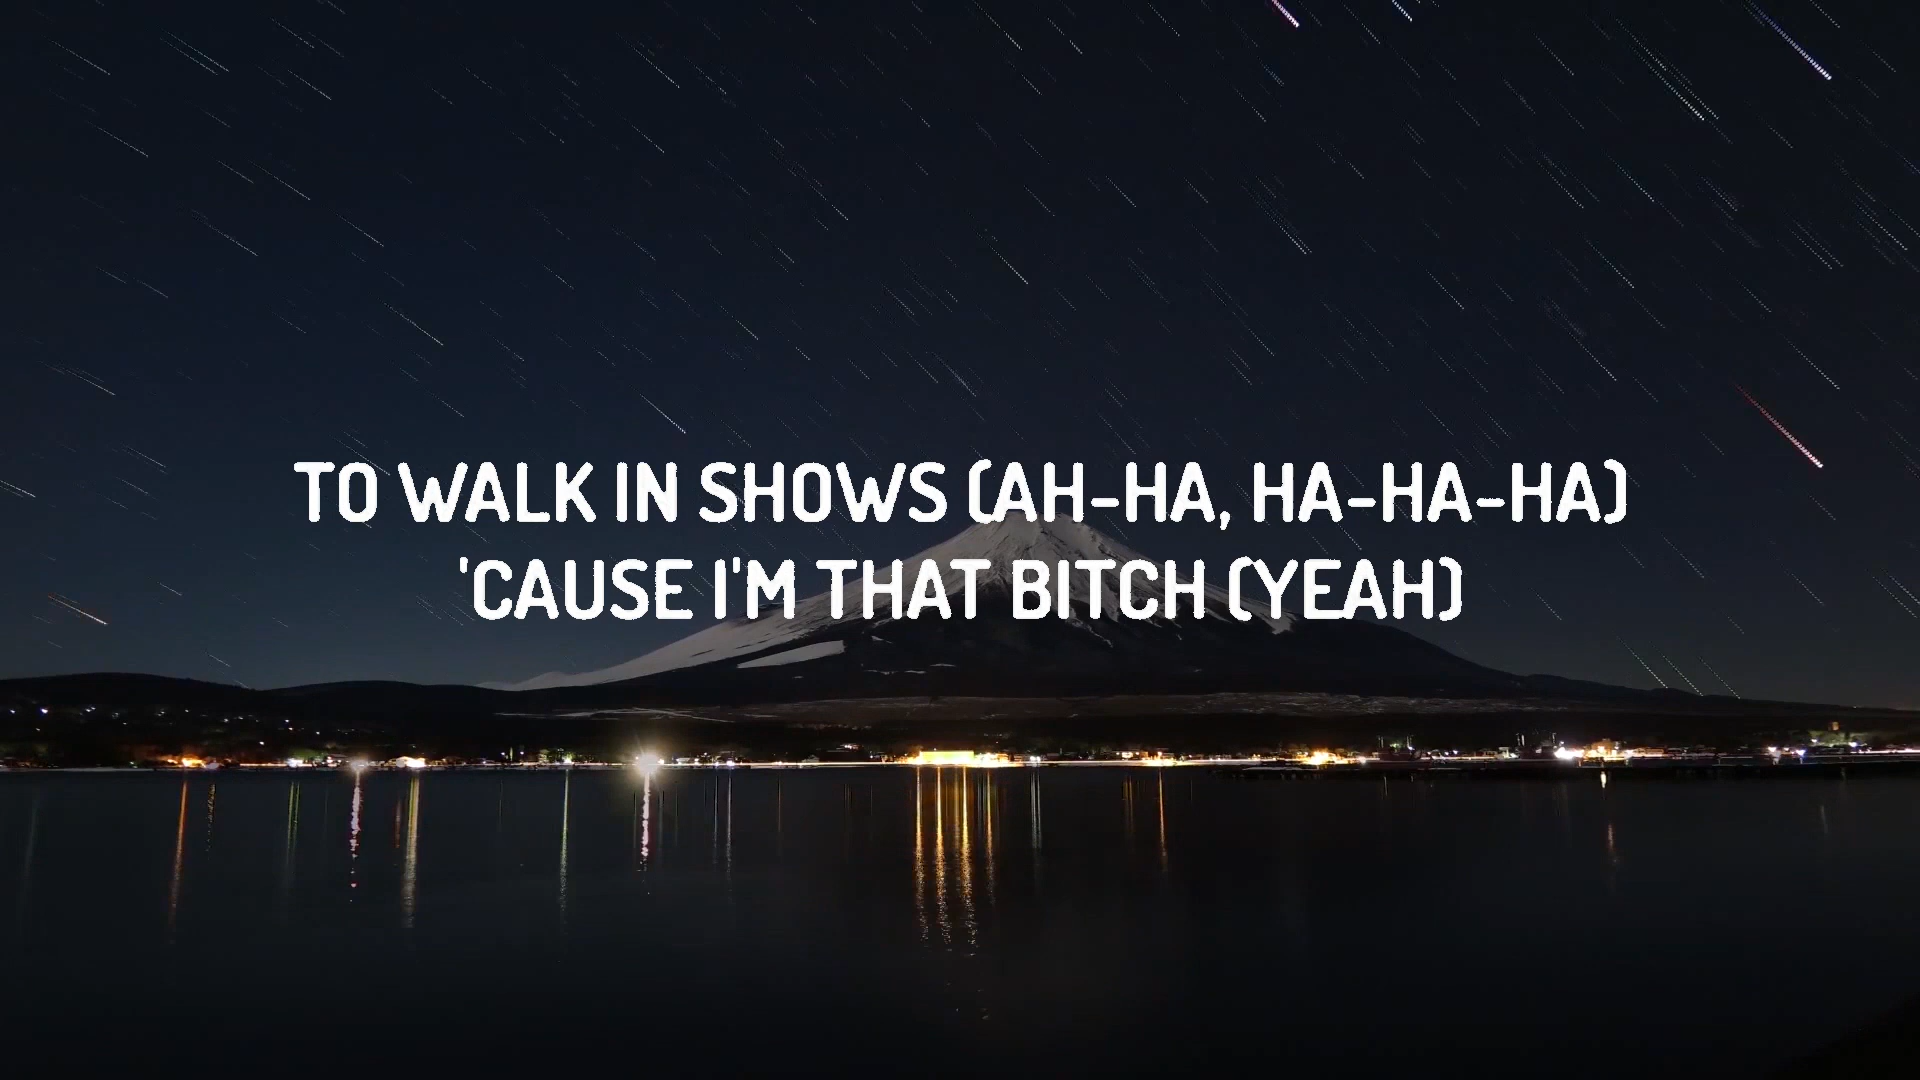 TO WALK IN SHOWS (AH-HA, HA-HA-HA)
'CAUSE I'M THAT BITCH (YEAH)